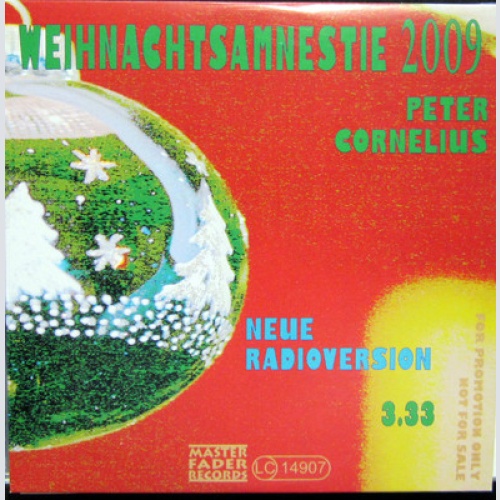 WEIHNACHTSAMNESTIE 2009
PETER
CORNELIUS
NEUE
RADIOVERSION
3.33
FOR PROMOTION ONLY
NOT FOR SALE
MASTER
FADER
RECORDS
LC 14907